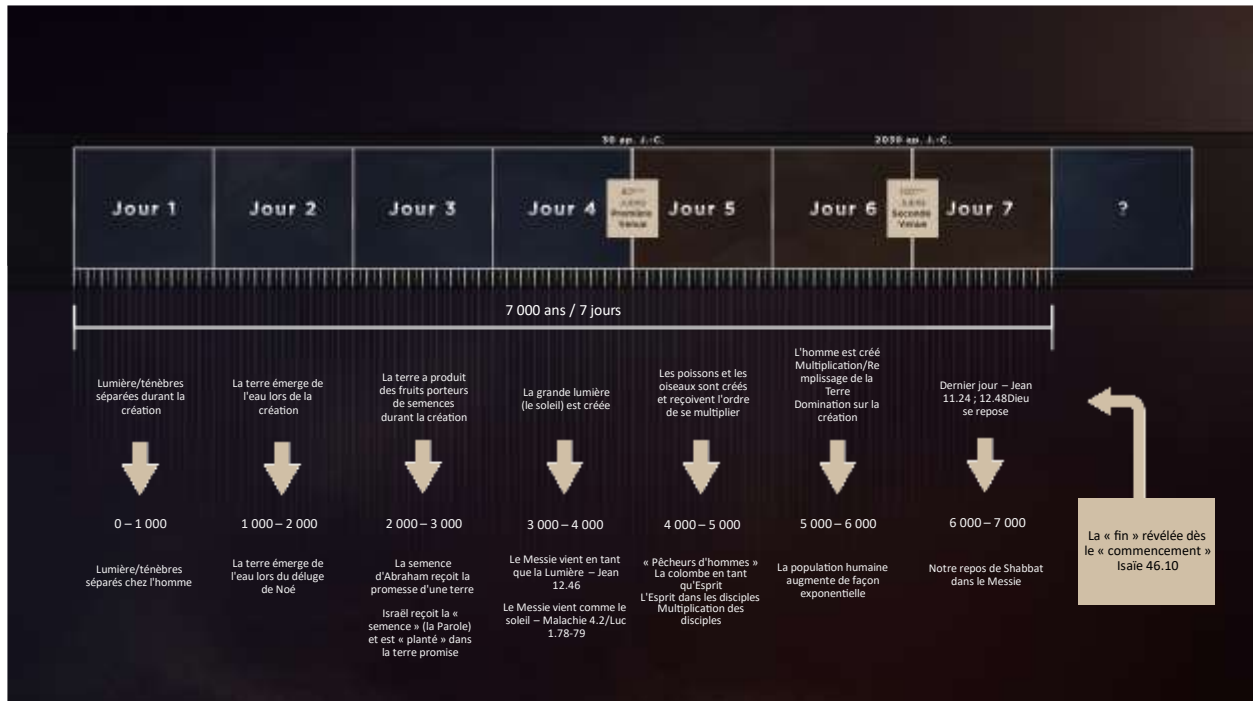 30 ap. J.-C.
2030 ap. J.-C.
Jour 1
Jour 2
Jour 3
Jour 4
Première
Venue
Jour 5
Jour 6
Seconde
Venue
Jour 7
?
7 000 ans / 7 jours
Lumière/ténèbres
séparées durant la
création
La terre émerge de
l'eau lors de la
création
La terre a produit
des fruits porteurs
de semences
durant la création
La grande lumière
(le soleil) est créée
Les poissons et les
oiseaux sont créés
et reçoivent l'ordre
de se multiplier
L'homme est créé
Multiplication/Re
mplissage de la
Terre
Domination sur la
création
Dernier jour – Jean
11.24 ; 12.48Dieu
se repose
0 – 1 000
1 000 – 2 000
2 000 – 3 000
3 000 – 4 000
4 000 – 5 000
5 000 – 6 000
6 000 – 7 000
Lumière/ténèbres
séparés chez l'homme
La terre émerge de
l'eau lors du déluge
de Noé
La semence
d'Abraham reçoit la
promesse d'une terre
Israël reçoit la «
semence » (la Parole)
et est « planté » dans
la terre promise
Le Messie vient en tant
que la Lumière – Jean
12.46
Le Messie vient comme le
soleil – Malachie 4.2/Luc
1.78-79
« Pêcheurs d'hommes »
La colombe en tant
qu'Esprit
L'Esprit dans les disciples
Multiplication des
disciples
La population humaine
augmente de façon
exponentielle
Notre repos de Shabbat
dans le Messie
La « fin » révélée dès
le « commencement »
Isaïe 46.10